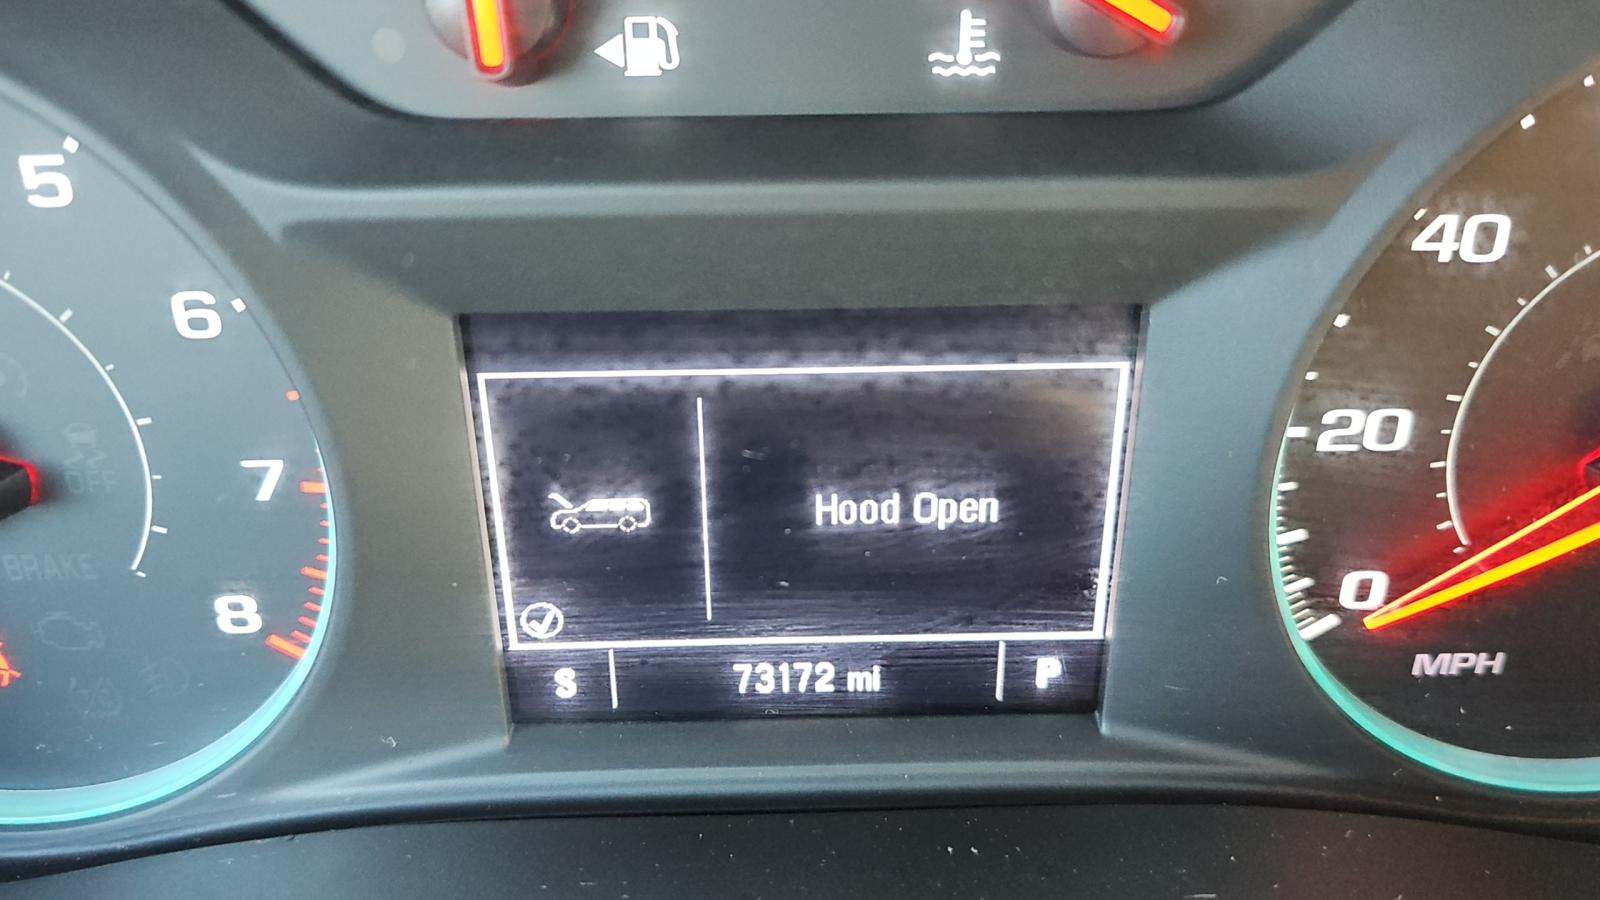 5
6
7
8
OFF
BRAKE
40
20
0
MPH
Hood Open
S
73172 mi
P